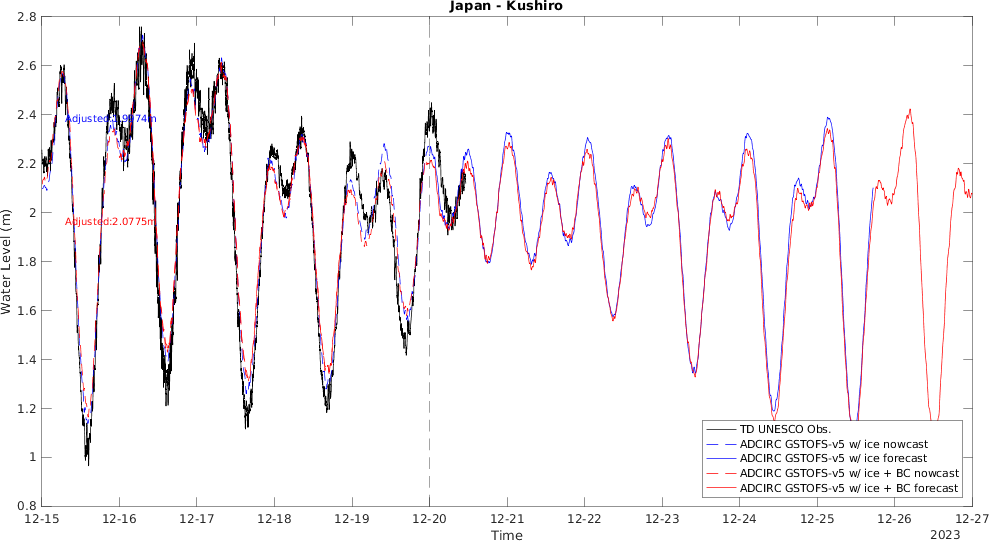 Japan - Kushiro
2.8
2.6
2.4
2.2
2
1.8
1.6
1.4
1.2
1
0.8
Water Level (m)
Adjusted:2.0775m
TD UNESCO Obs.
ADCIRC GSTOFS-v5 w/ ice nowcast
ADCIRC GSTOFS-v5 w/ ice forecast
ADCIRC GSTOFS-v5 w/ ice + BC nowcast
ADCIRC GSTOFS-v5 w/ ice + BC forecast
12-15 12-16 12-17 12-18 12-19 12-20 12-21 12-22 12-23 12-24 12-25 12-26 12-27
Time
2023